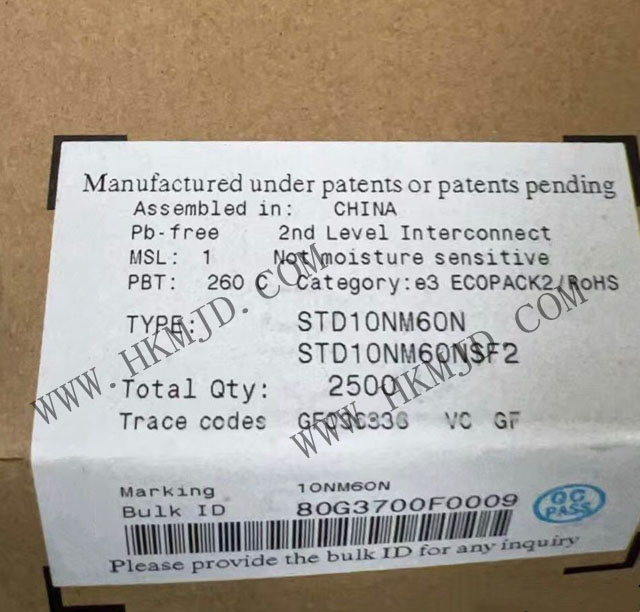 Manufactured under patents or patents pending
Assembled in: CHINA
Pb-free 2nd Level Interconnect
MSL: 1 Not moisture sensitive
PBT: 260 C Category:e3 ECOPACK2/RoHS
TYPE: STD10NM60N
STD10NM60NSF2
Total Qty: 2500
Trace codes VC GF
Marking 10NM60N
Bulk ID 80G3700F0009
QC PASS
Please provide the bulk ID for any inquiry
WWW.HKMJD.COM
WWW.HKMJD.COM